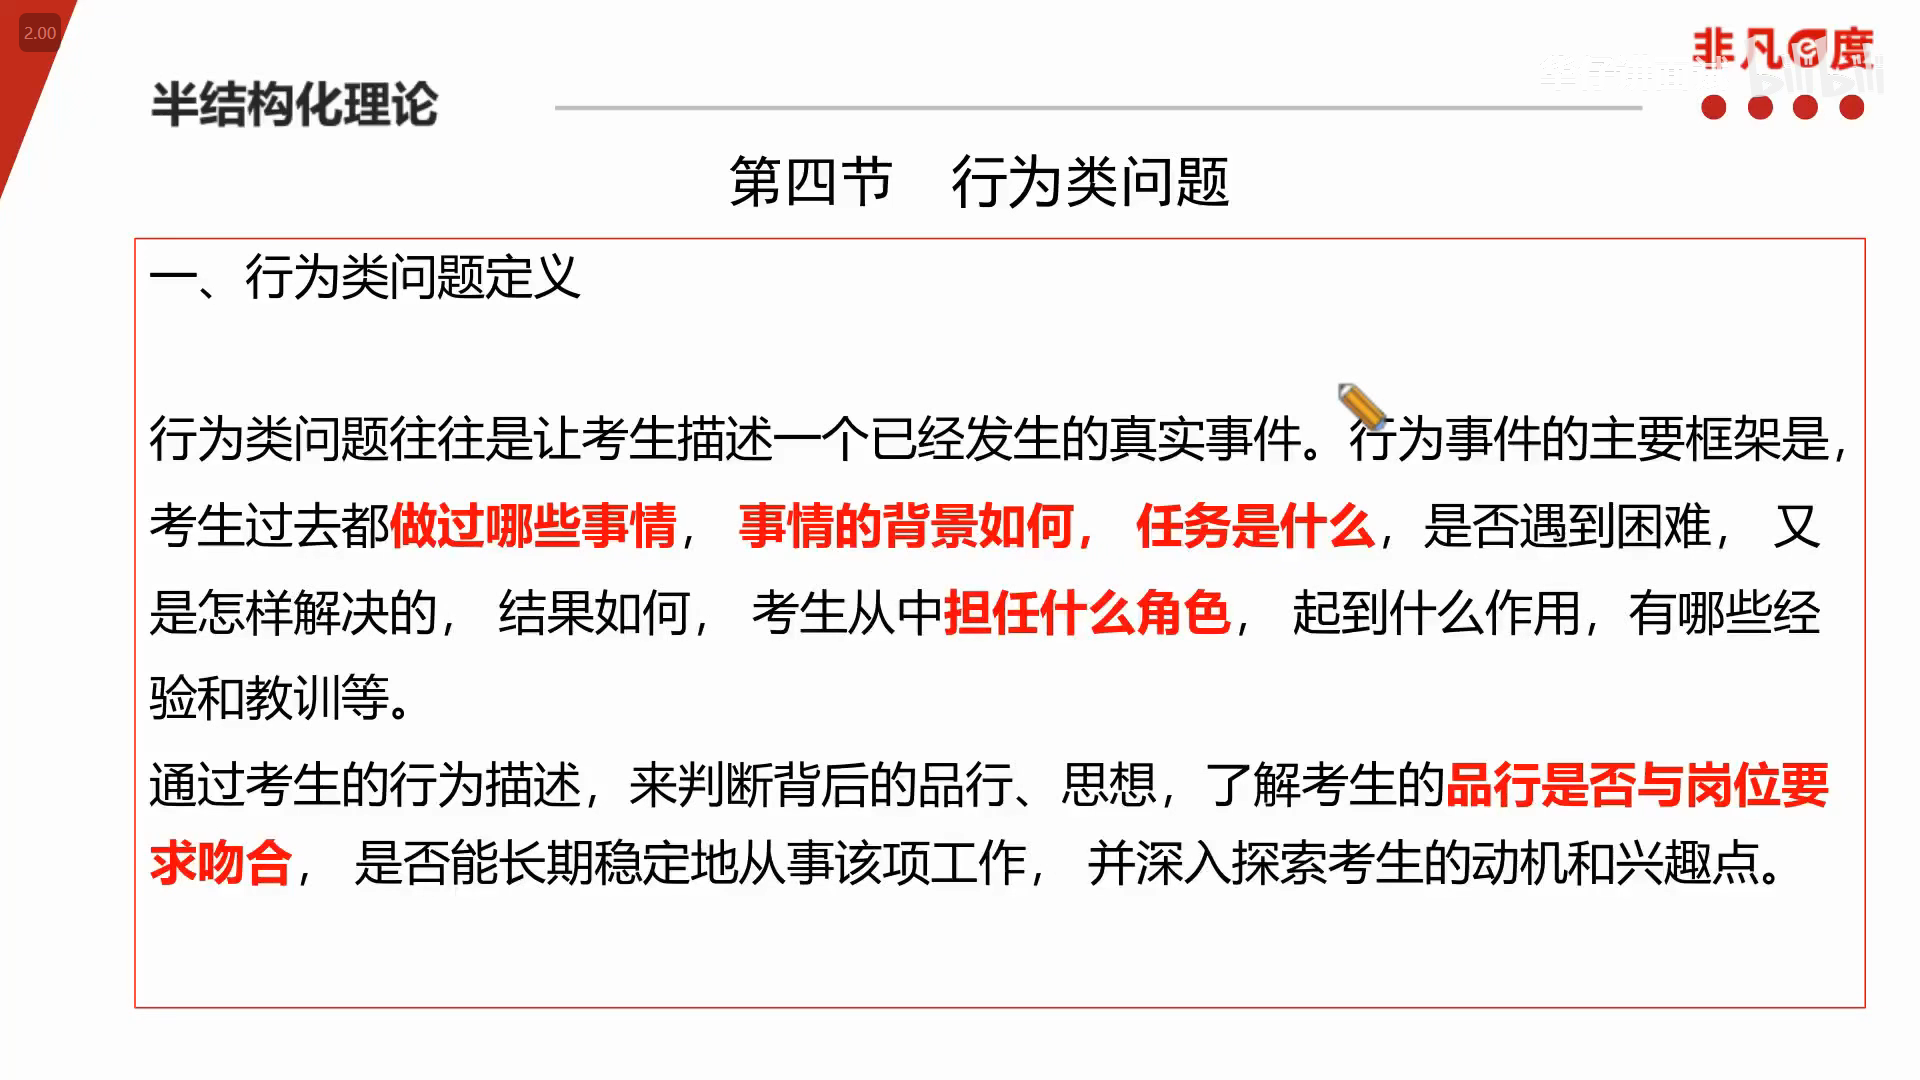 2.00
非凡e度
半结构化理论
第四节 行为类问题
一、行为类问题定义
行为类问题往往是让考生描述一个已经发生的真实事件。行为事件的主要框架是，
考生过去都做过哪些事情， 事情的背景如何， 任务是什么，是否遇到困难， 又
是怎样解决的， 结果如何， 考生从中担任什么角色， 起到什么作用，有哪些经
验和教训等。
通过考生的行为描述，来判断背后的品行、思想，了解考生的品行是否与岗位要
求吻合， 是否能长期稳定地从事该项工作， 并深入探索考生的动机和兴趣点。